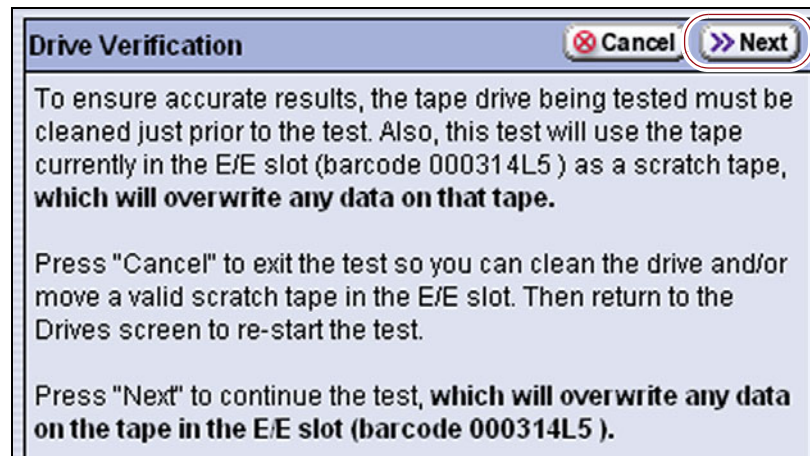 Drive Verification Cancel Next
To ensure accurate results, the tape drive being tested must be
cleaned just prior to the test. Also, this test will use the tape
currently in the E/E slot (barcode 000314L5 ) as a scratch tape,
which will overwrite any data on that tape.
Press "Cancel" to exit the test so you can clean the drive and/or
move a valid scratch tape in the E/E slot. Then return to the
Drives screen to re-start the test.
Press "Next" to continue the test, which will overwrite any data
on the tape in the E/E slot (barcode 000314L5 ).